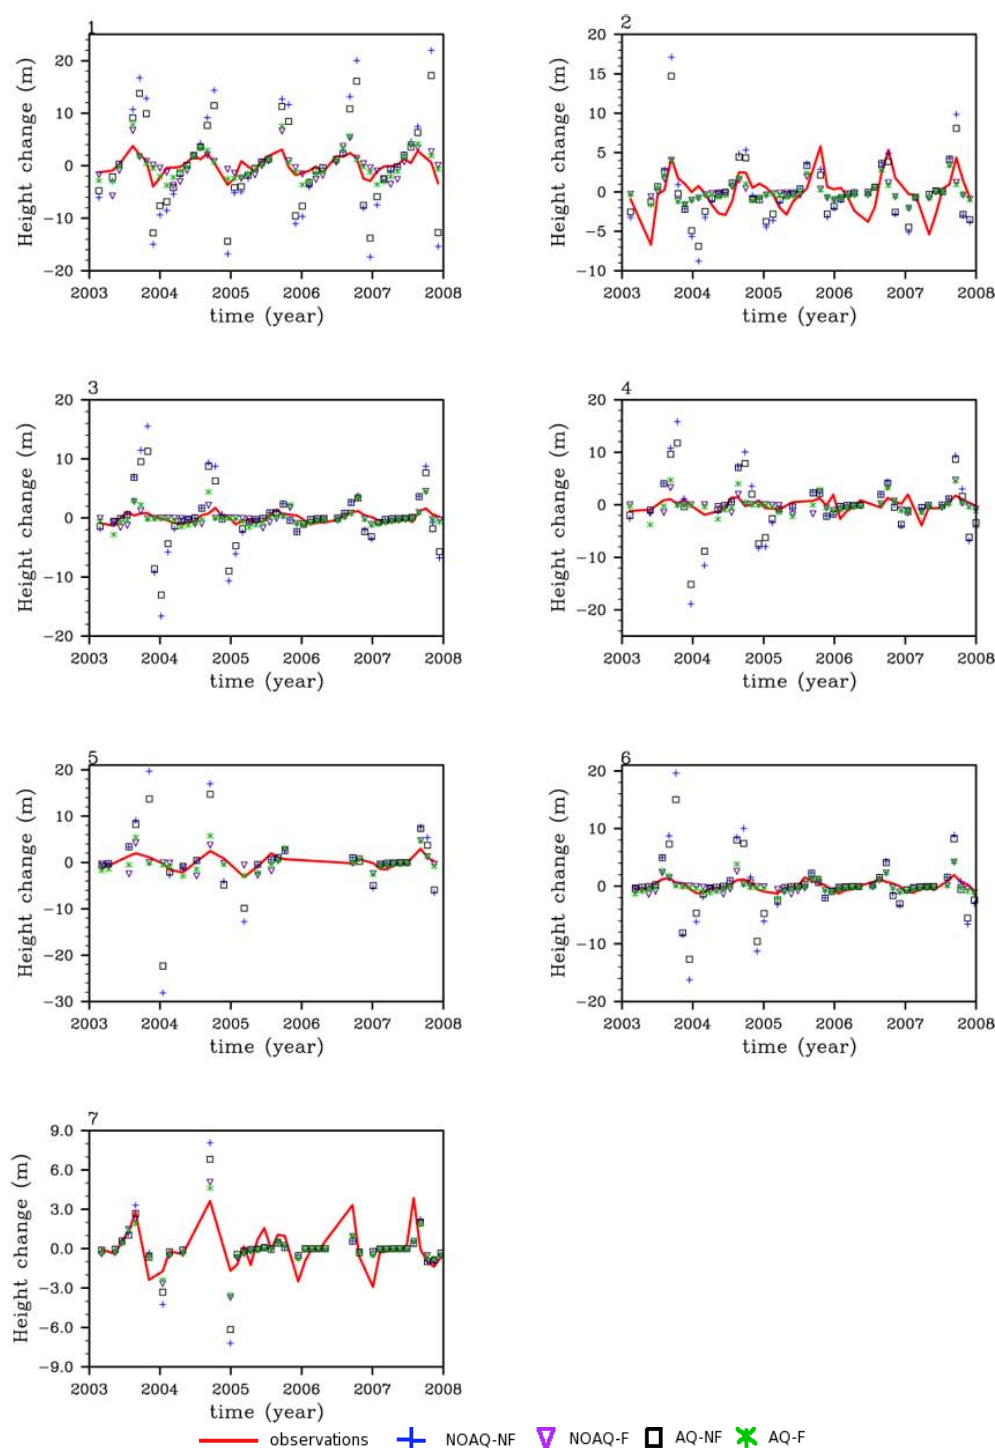 1
Height change (m)
20
10
0
−10
−20
2003 2004 2005 2006 2007 2008
time (year)
2
Height change (m)
20
15
10
5
0
−5
−10
2003 2004 2005 2006 2007 2008
time (year)
3
Height change (m)
20
10
0
−10
−20
2003 2004 2005 2006 2007 2008
time (year)
4
Height change (m)
20
10
0
−10
−20
2003 2004 2005 2006 2007 2008
time (year)
5
Height change (m)
20
10
0
−10
−20
−30
2003 2004 2005 2006 2007 2008
time (year)
6
Height change (m)
20
10
0
−10
−20
2003 2004 2005 2006 2007 2008
time (year)
7
Height change (m)
9.0
6.0
3.0
0.0
−3.0
−6.0
−9.0
2003 2004 2005 2006 2007 2008
time (year)
observations NOAQ-NF NOAQ-F AQ-NF AQ-F